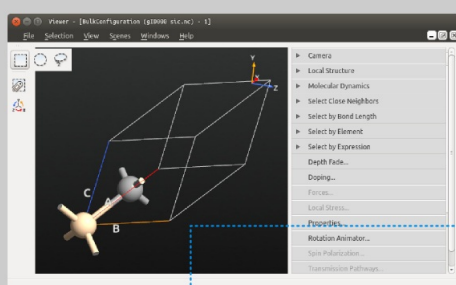 Viewer - [BulkConfiguration (gID000 sic.nc) - 1]
File Selection View Scenes Windows Help
Y
X
Z
C
A
B
Camera
Local Structure
Molecular Dynamics
Select Close Neighbors
Select by Bond Length
Select by Element
Select by Expression
Depth Fade...
Doping...
Forces...
Local Stress...
Properties...
Rotation Animator...
Spin Polarization...
Transmission Pathways...